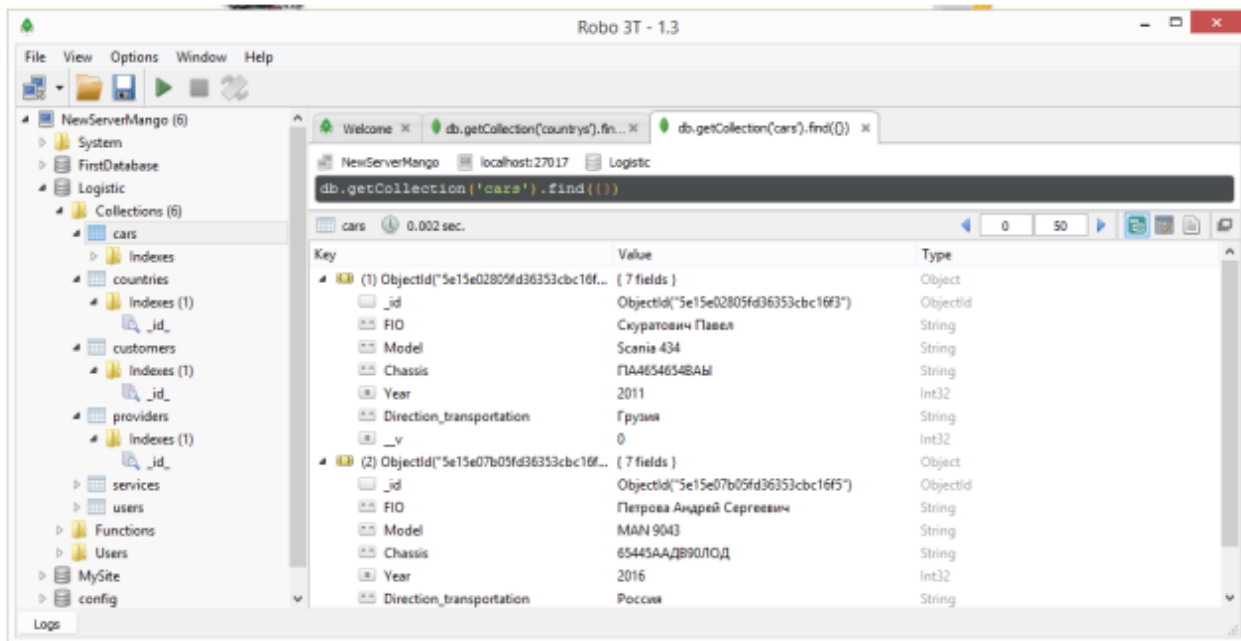 Robo 3T - 1.3
File View Options Window Help
NewServerMango (6)
System
FirstDatabase
Logistic
Collections (6)
cars
Indexes
countries
Indexes (1)
_id_
customers
Indexes (1)
_id_
providers
Indexes (1)
_id_
services
users
Functions
Users
MySite
config
Welcome db.getCollection('countrys').fin... db.getCollection('cars').find({})
NewServerMango localhost:27017 Logistic
db.getCollection('cars').find({})
cars 0.002 sec. 0 50
Key Value Type
(1) ObjectId("5e15e02805fd36353cbc16f... { 7 fields } Object
_id ObjectId("5e15e02805fd36353cbc16f3") ObjectId
FIO Скуратович Павел String
Model Scania 434 String
Chassis ПА4654654ВАЫ String
Year 2011 Int32
Direction_transportation Грузия String
__v 0 Int32
(2) ObjectId("5e15e07b05fd36353cbc16f... { 7 fields } Object
_id ObjectId("5e15e07b05fd36353cbc16f5") ObjectId
FIO Петрова Андрей Сергеевич String
Model MAN 9043 String
Chassis 65445ААДВ90ЛОД String
Year 2016 Int32
Direction_transportation Россия String
Logs